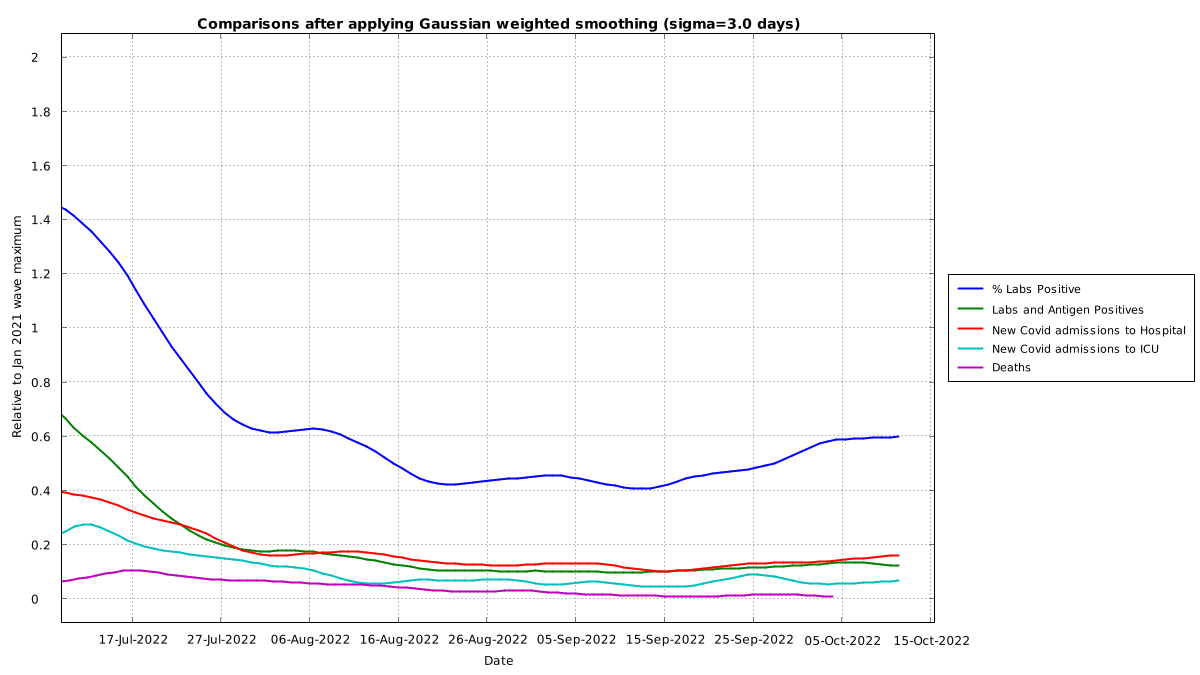 Comparisons after applying Gaussian weighted smoothing (sigma=3.0 days)
Relative to Jan 2021 wave maximum
2
1.8
1.6
1.4
1.2
1
0.8
0.6
0.4
0.2
0
17-Jul-2022 27-Jul-2022 06-Aug-2022 16-Aug-2022 26-Aug-2022 05-Sep-2022 15-Sep-2022 25-Sep-2022 05-Oct-2022 15-Oct-2022
Date
% Labs Positive
Labs and Antigen Positives
New Covid admissions to Hospital
New Covid admissions to ICU
Deaths